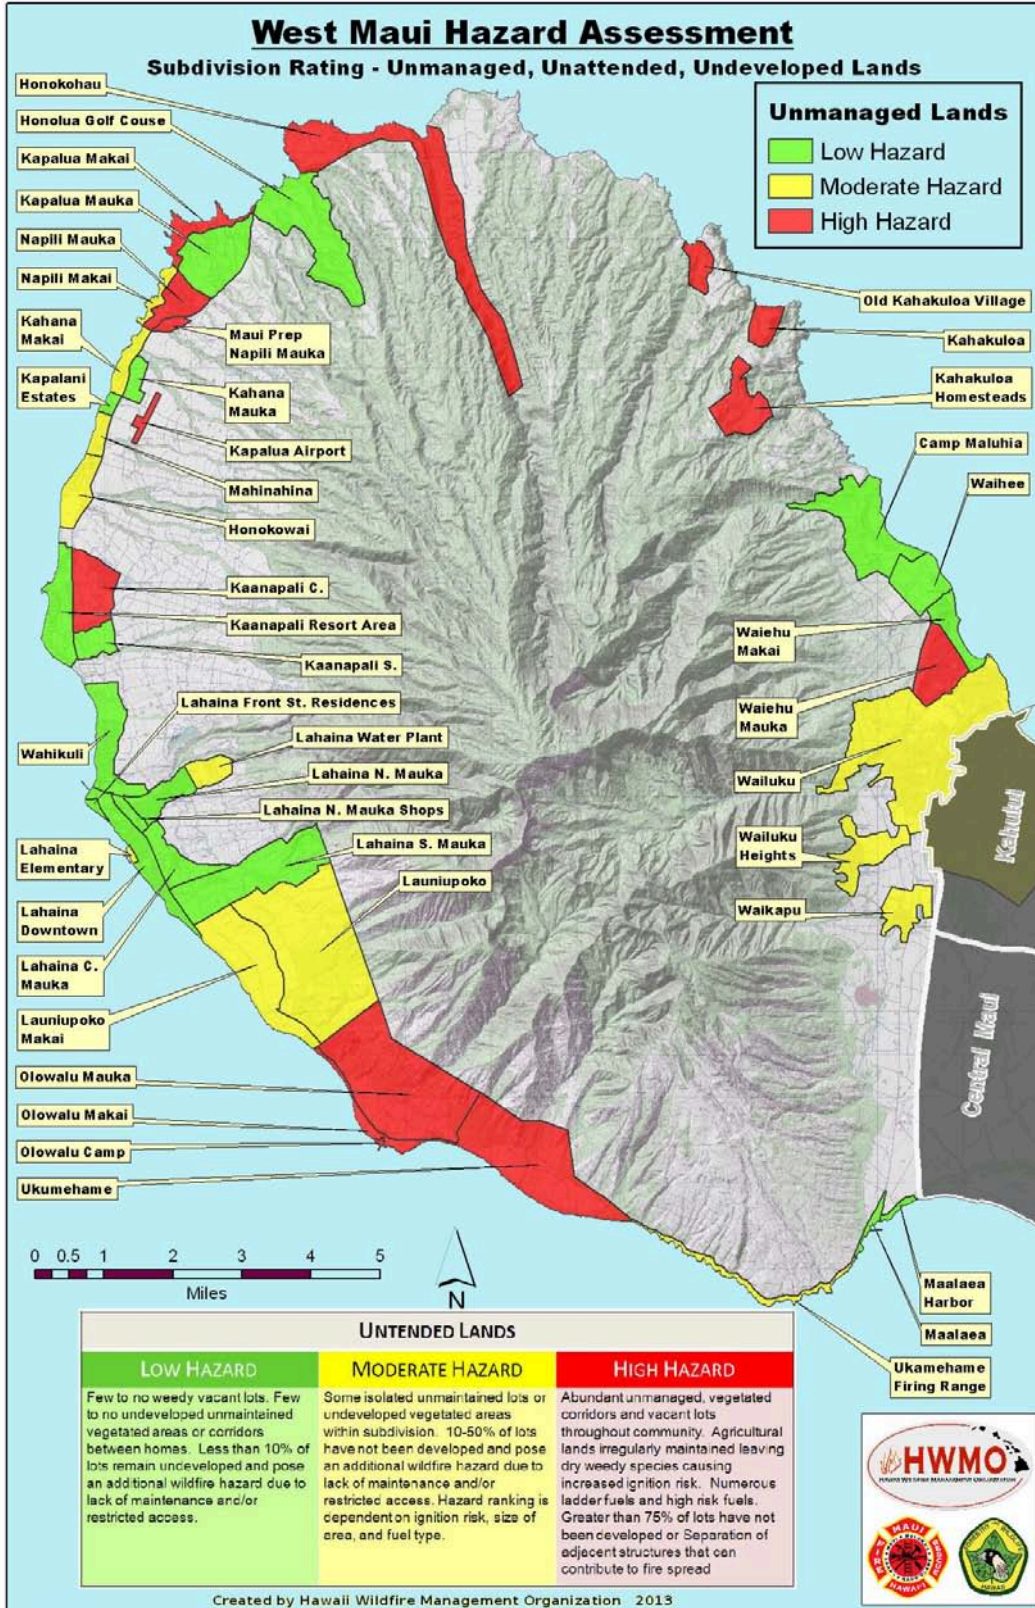 West Maui Hazard Assessment
Subdivision Rating - Unmanaged, Unattended, Undeveloped Lands
Unmanaged Lands
Low Hazard
Moderate Hazard
High Hazard
Honokohau
Honolua Golf Couse
Kapalua Makai
Kapalua Mauka
Napili Mauka
Napili Makai
Kahana
Makai
Kapalani
Estates
Maui Prep
Napili Mauka
Kahana
Mauka
Kapalua Airport
Mahinahina
Honokowai
Kaanapali C.
Kaanapali Resort Area
Kaanapali S.
Lahaina Front St. Residences
Wahikuli
Lahaina Water Plant
Lahaina N. Mauka
Lahaina N. Mauka Shops
Lahaina S. Mauka
Launiupoko
Lahaina
Elementary
Lahaina
Downtown
Lahaina C.
Mauka
Launiupoko
Makai
Olowalu Mauka
Olowalu Makai
Olowalu Camp
Ukumehame
Old Kahakuloa Village
Kahakuloa
Kahakuloa
Homesteads
Camp Maluhia
Waihee
Waiehu
Makai
Waiehu
Mauka
Wailuku
Wailuku
Heights
Waikapu
Kahului
Central Maui
Maalaea
Harbor
Maalaea
Ukamehame
Firing Range
0 0.5 1 2 3 4 5
Miles
N
UNTENDED LANDS
LOW HAZARD
Few to no weedy vacant lots. Few
to no undeveloped unmaintained
vegetated areas or corridors
between homes. Less than 10% of
lots remain undeveloped and pose
an additional wildfire hazard due to
lack of maintenance and/or
restricted access.
MODERATE HAZARD
Some isolated unmaintained lots or
undeveloped vegetated areas
within subdivision. 10-50% of lots
have not been developed and pose
an additional wildfire hazard due to
lack of maintenance and/or
restricted access. Hazard ranking is
dependent on ignition risk, size of
area, and fuel type.
HIGH HAZARD
Abundant unmanaged, vegetated
corridors and vacant lots
throughout community. Agricultural
lands irregularly maintained leaving
dry weedy species causing
increased ignition risk. Numerous
ladder fuels and high risk fuels.
Greater than 75% of lots have not
been developed or Separation of
adjacent structures that can
contribute to fire spread
HWMO
HAWAII WILDFIRE MANAGEMENT ORGANIZATION
MAUI
FIRE
HAWAI'I
FORESTRY
WILDLIFE
HAWAII
Created by Hawaii Wildfire Management Organization 2013